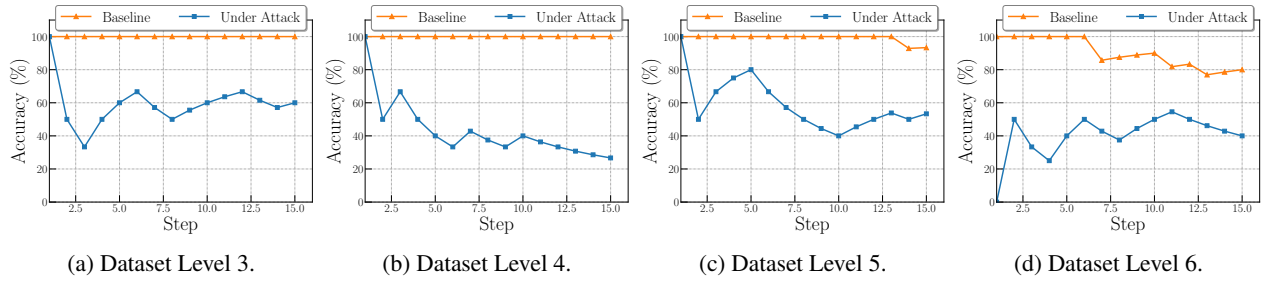 Baseline Under Attack
Accuracy (%)
100
80
60
40
20
0
2.5 5.0 7.5 10.0 12.5 15.0
Step
(a) Dataset Level 3.
Baseline Under Attack
Accuracy (%)
100
80
60
40
20
0
2.5 5.0 7.5 10.0 12.5 15.0
Step
(b) Dataset Level 4.
Baseline Under Attack
Accuracy (%)
100
80
60
40
20
0
2.5 5.0 7.5 10.0 12.5 15.0
Step
(c) Dataset Level 5.
Baseline Under Attack
Accuracy (%)
100
80
60
40
20
0
2.5 5.0 7.5 10.0 12.5 15.0
Step
(d) Dataset Level 6.